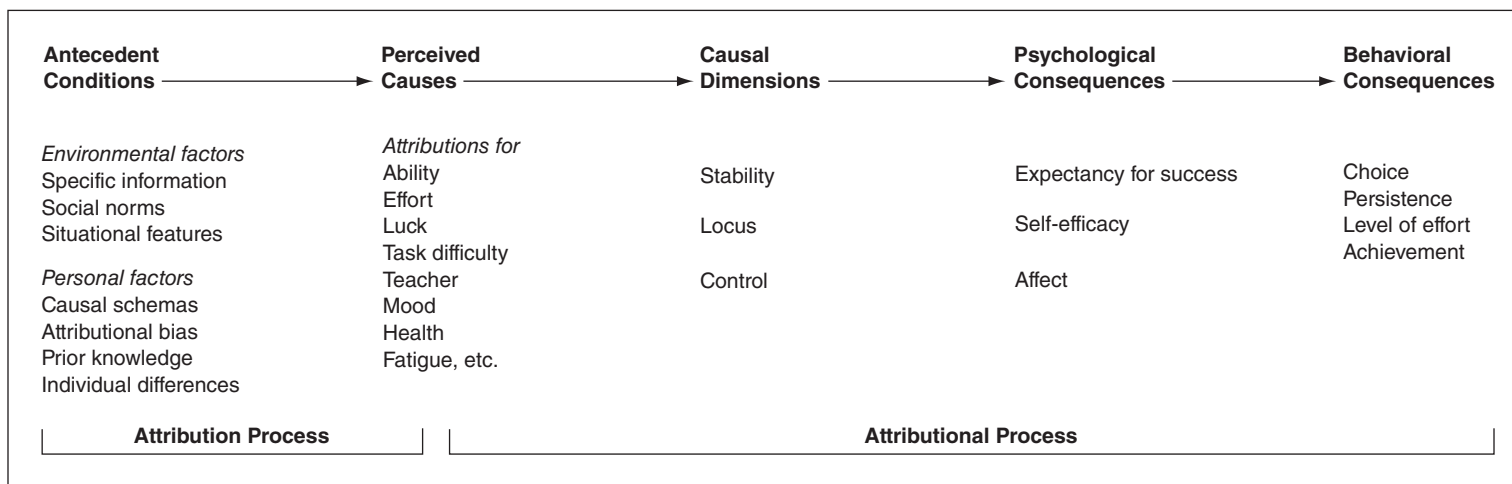 Antecedent
Conditions
Perceived
Causes
Causal
Dimensions
Psychological
Consequences
Behavioral
Consequences
Environmental factors
Specific information
Social norms
Situational features
Personal factors
Causal schemas
Attributional bias
Prior knowledge
Individual differences
Attributions for
Ability
Effort
Luck
Task difficulty
Teacher
Mood
Health
Fatigue, etc.
Stability
Locus
Control
Expectancy for success
Self-efficacy
Affect
Choice
Persistence
Level of effort
Achievement
Attribution Process
Attributional Process